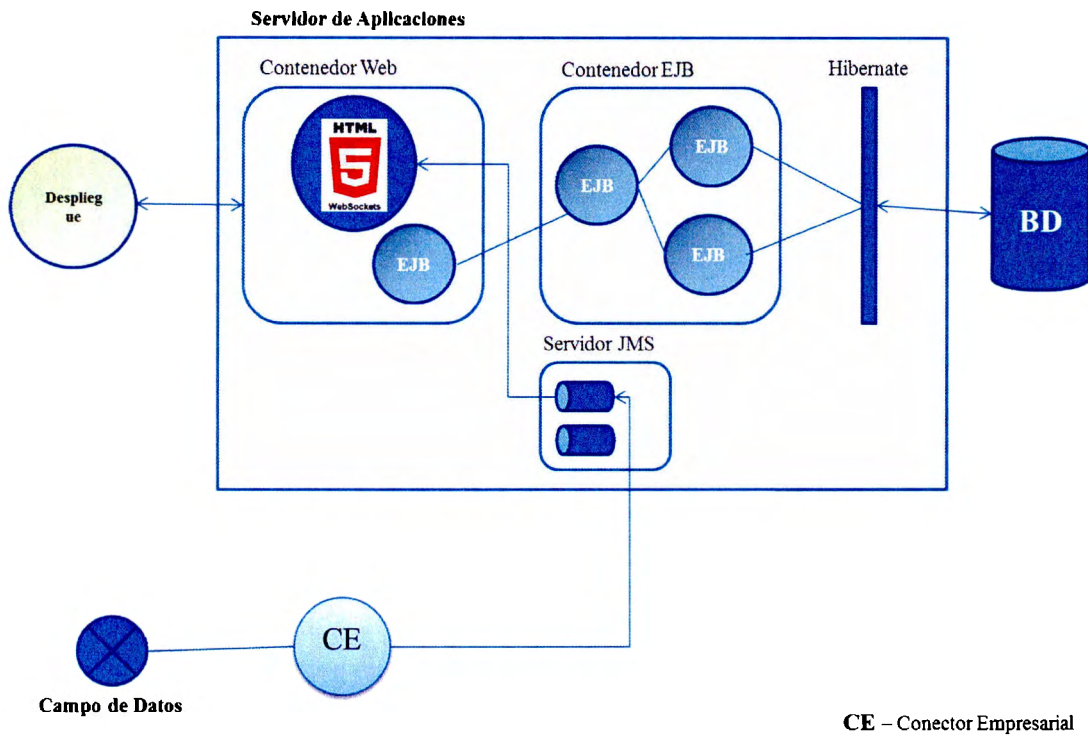 Servidor de Aplicaciones
Contenedor Web
Contenedor EJB
Hibernate
HTML
5
WebSockets
Desplieg
ue
EJB
EJB
EJB
EJB
BD
Servidor JMS
CE
Campo de Datos
CE – Conector Empresarial